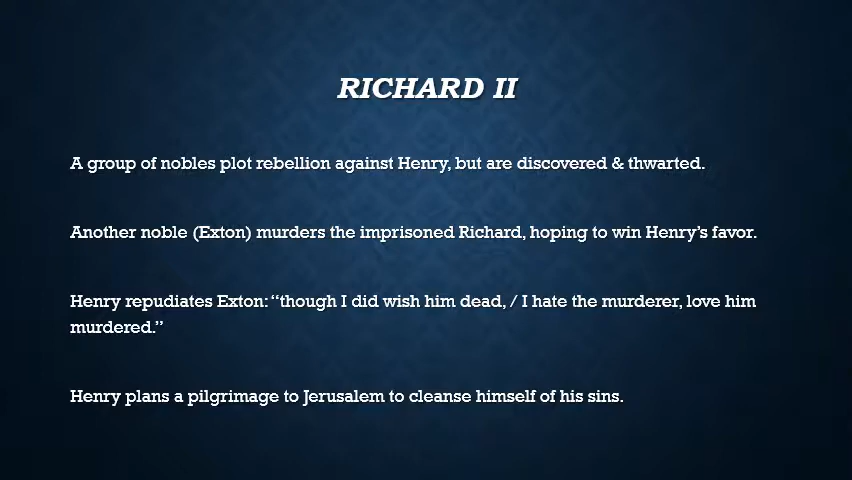 RICHARD II
A group of nobles plot rebellion against Henry, but are discovered & thwarted.
Another noble (Exton) murders the imprisoned Richard, hoping to win Henry’s favor.
Henry repudiates Exton: “though I did wish him dead, / I hate the murderer, love him
murdered.”
Henry plans a pilgrimage to Jerusalem to cleanse himself of his sins.